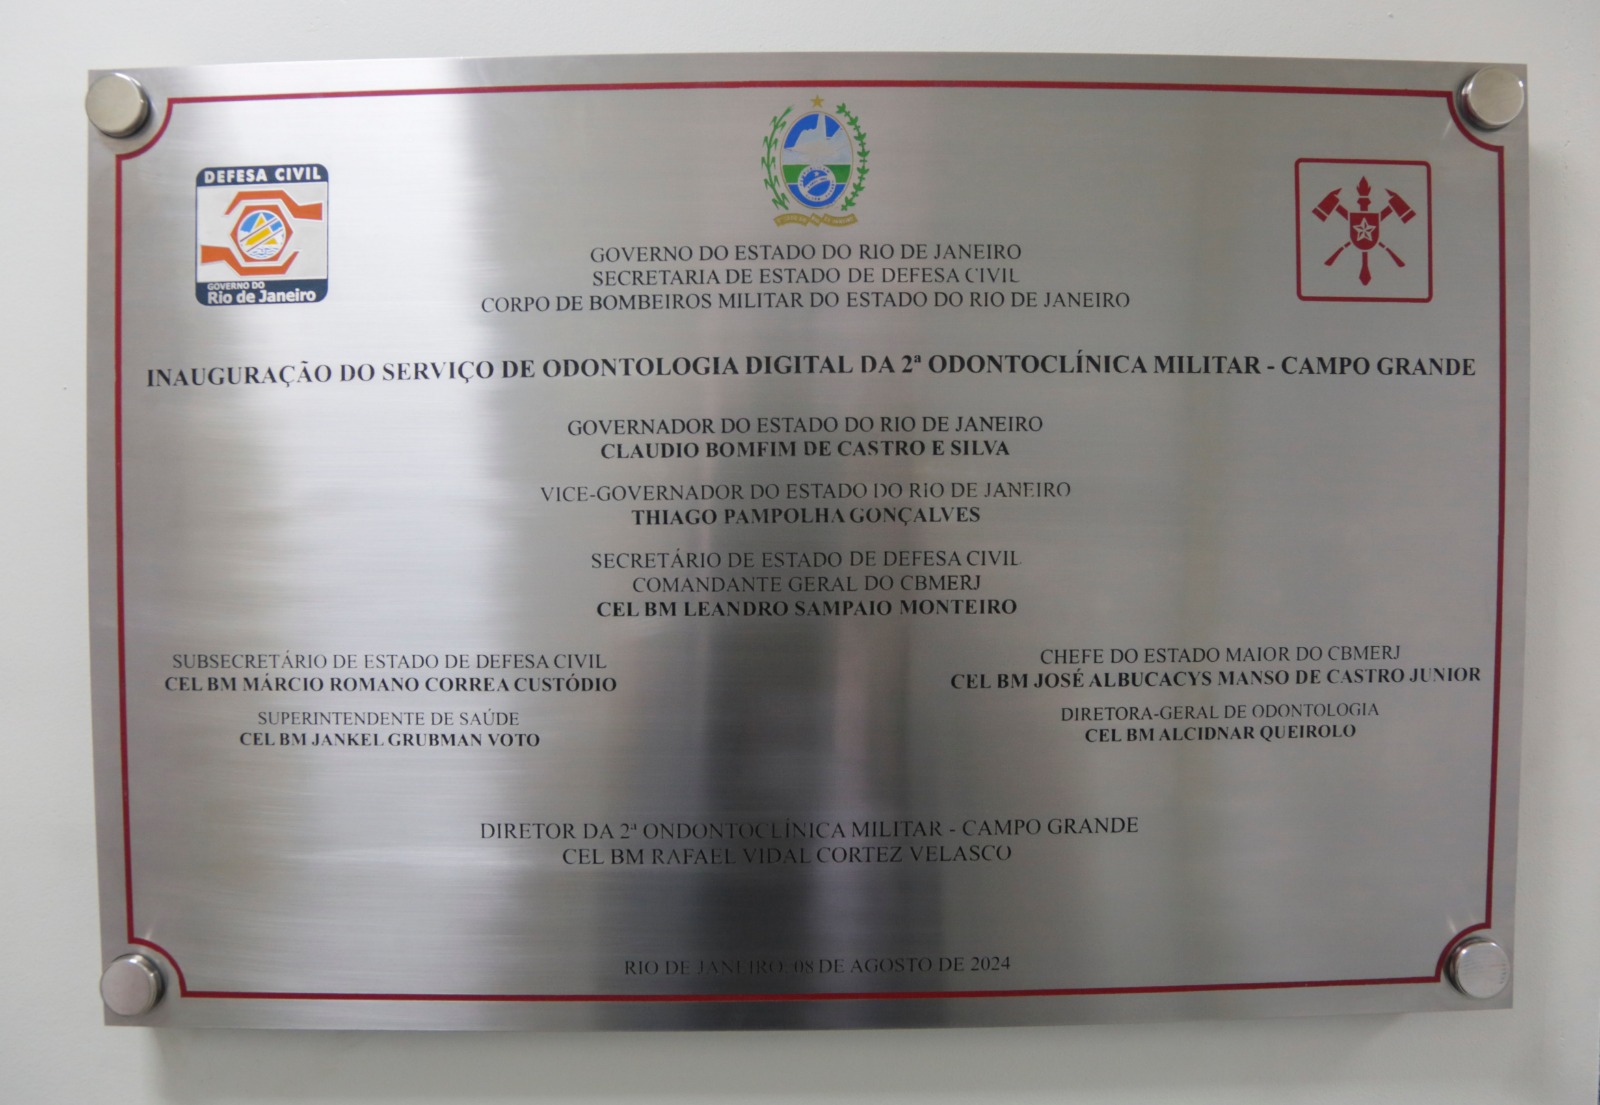 DEFESA CIVIL
GOVERNO DO
Rio de Janeiro
GOVERNO DO ESTADO DO RIO DE JANEIRO
SECRETARIA DE ESTADO DE DEFESA CIVIL
CORPO DE BOMBEIROS MILITAR DO ESTADO DO RIO DE JANEIRO
INAUGURAÇÃO DO SERVIÇO DE ODONTOLOGIA DIGITAL DA 2ª ODONTOCLÍNICA MILITAR - CAMPO GRANDE
GOVERNADOR DO ESTADO DO RIO DE JANEIRO
CLAUDIO BOMFIM DE CASTRO E SILVA
VICE-GOVERNADOR DO ESTADO DO RIO DE JANEIRO
THIAGO PAMPOLHA GONÇALVES
SECRETÁRIO DE ESTADO DE DEFESA CIVIL
COMANDANTE GERAL DO CBMERJ
CEL BM LEANDRO SAMPAIO MONTEIRO
SUBSECRETÁRIO DE ESTADO DE DEFESA CIVIL
CEL BM MÁRCIO ROMANO CORREA CUSTÓDIO
SUPERINTENDENTE DE SAÚDE
CEL BM JANKEL GRUBMAN VOTO
CHEFE DO ESTADO MAIOR DO CBMERJ
CEL BM JOSÉ ALBUCACYS MANSO DE CASTRO JUNIOR
DIRETORA-GERAL DE ODONTOLOGIA
CEL BM ALCIDNAR QUEIROLO
DIRETOR DA 2ª ONDONTOCLÍNICA MILITAR - CAMPO GRANDE
CEL BM RAFAEL VIDAL CORTEZ VELASCO
RIO DE JANEIRO, 08 DE AGOSTO DE 2024